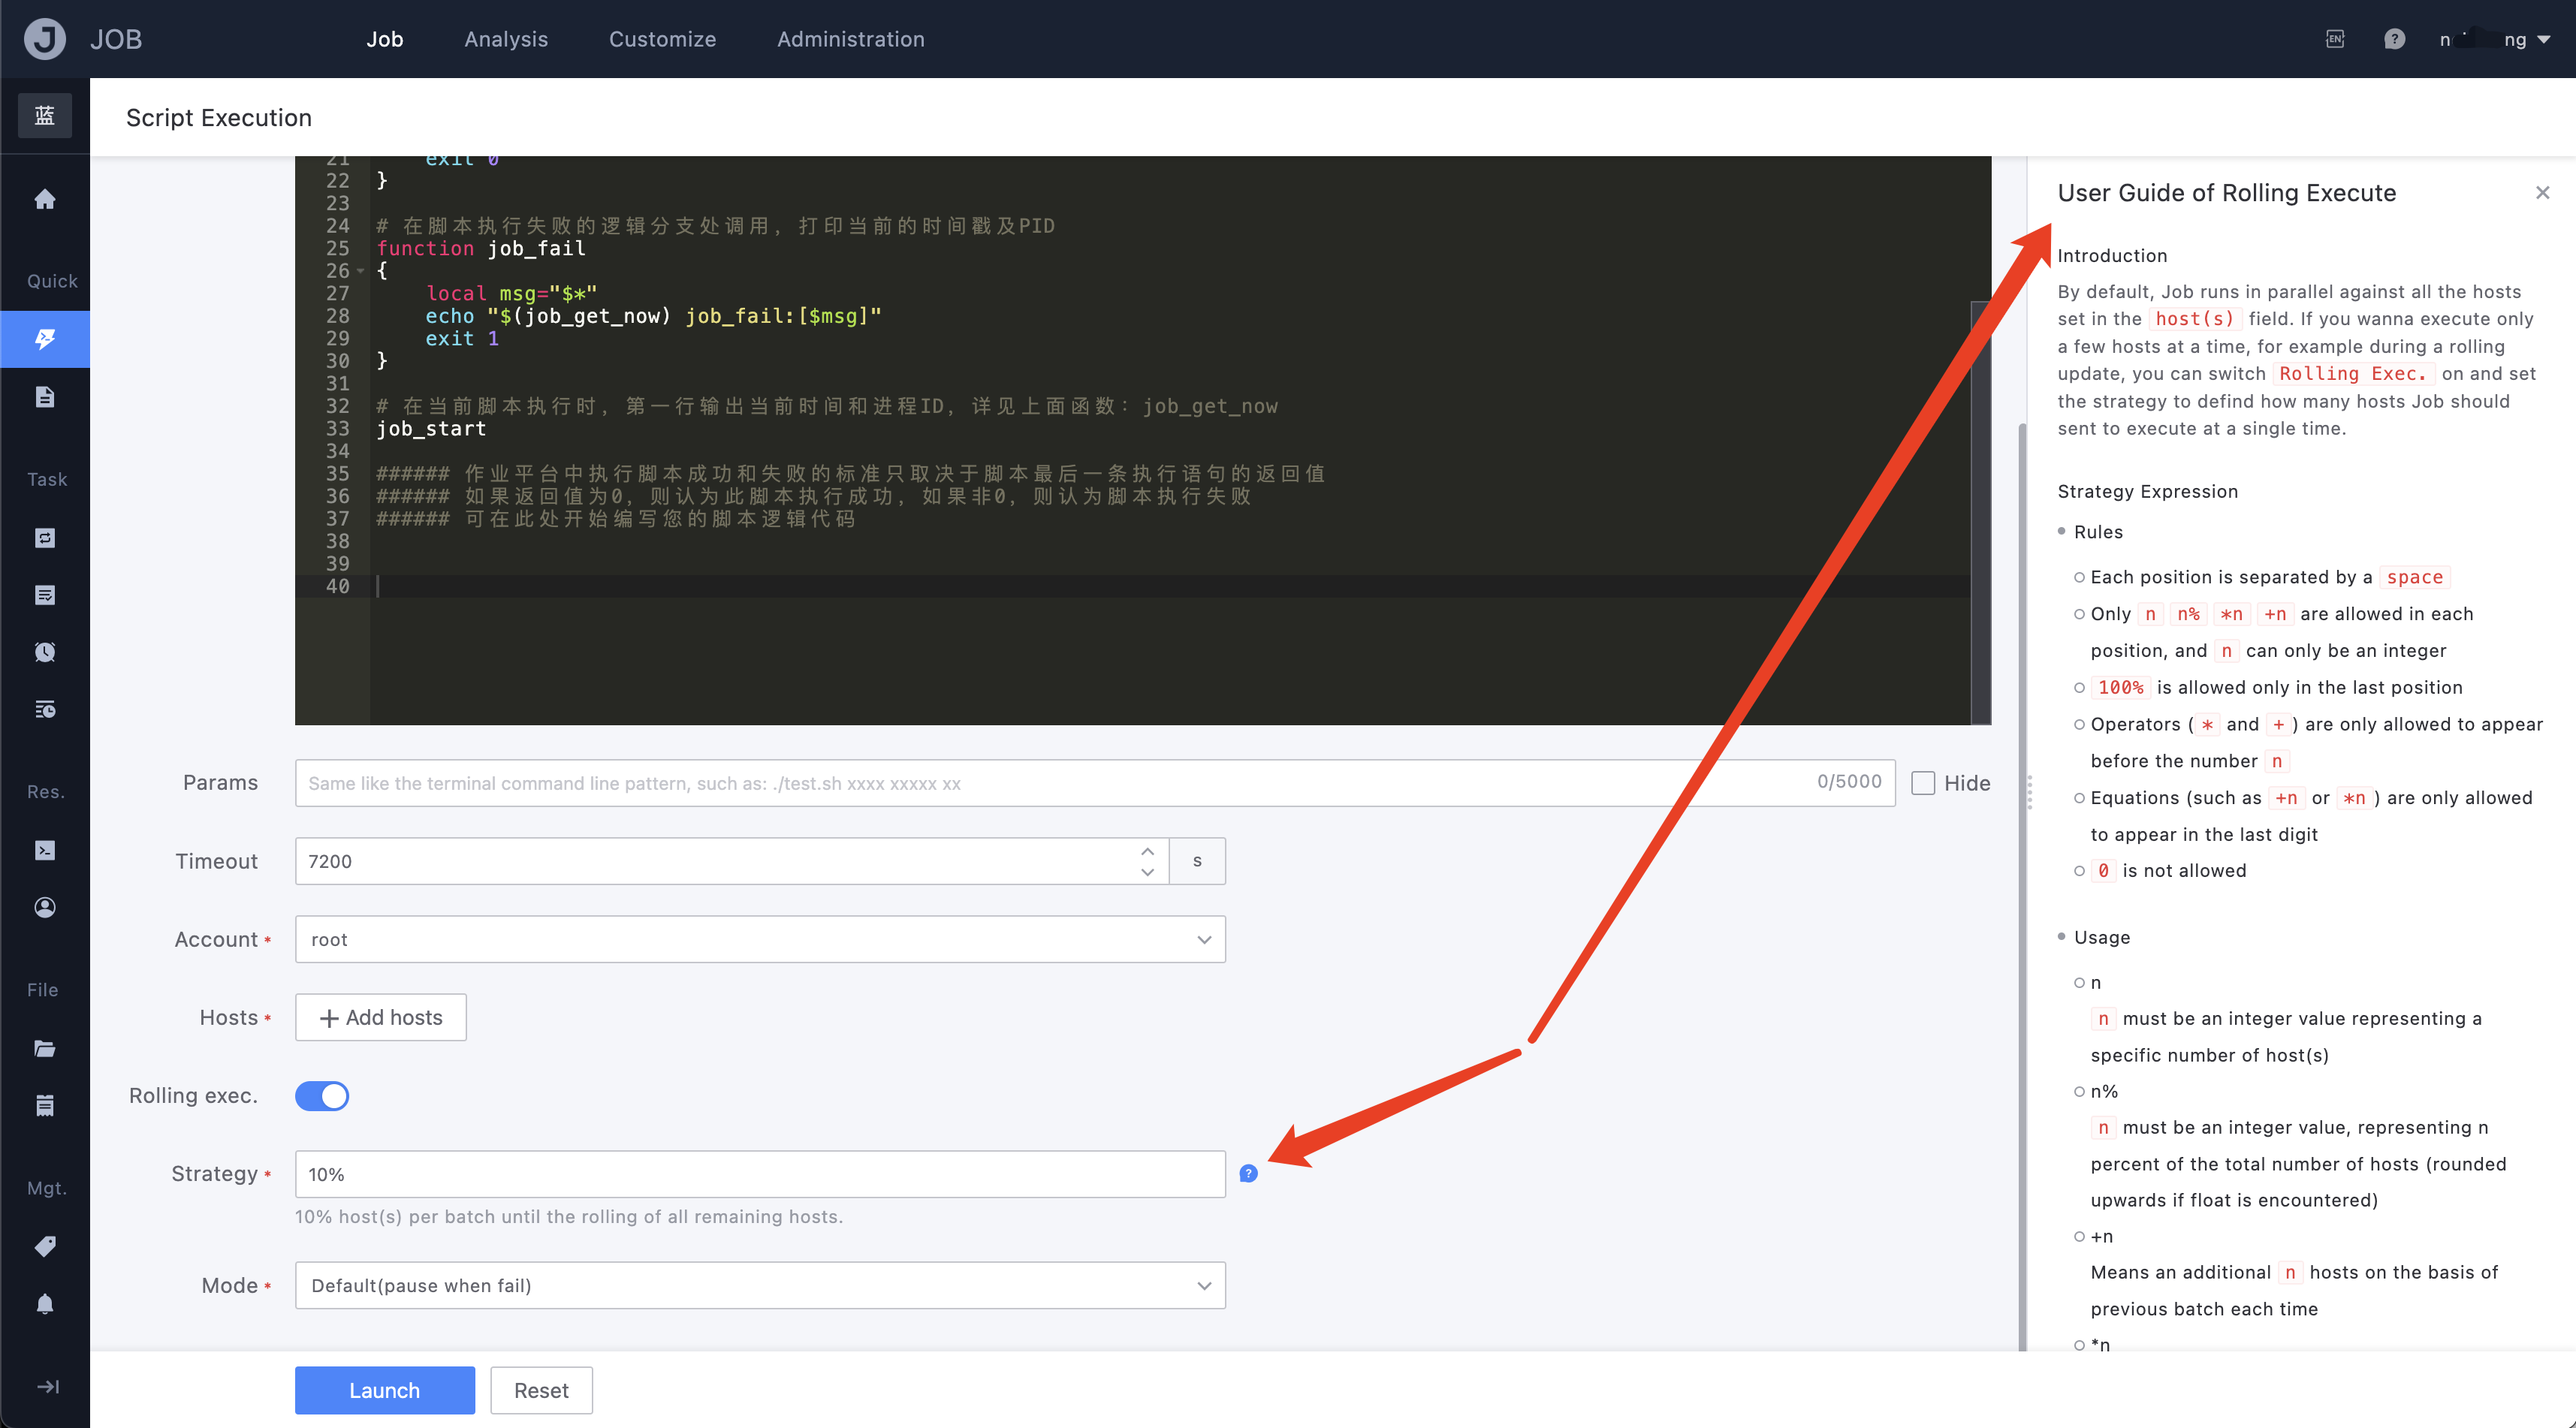 JOB
Job
Analysis
Customize
Administration
EN
蓝
Script Execution
Quick
Task
Res.
File
Mgt.
21 exit 0
22 }
23
24 # 在脚本执行失败的逻辑分支处调用，打印当前的时间戳及PID
25 function job_fail
26 {
27 local msg="$*"
28 echo "$(job_get_now) job_fail:[$msg]"
29 exit 1
30 }
31
32 # 在当前脚本执行时，第一行输出当前时间和进程ID，详见上面函数：job_get_now
33 job_start
34
35 ###### 作业平台中执行脚本成功和失败的标准只取决于脚本最后一条执行语句的返回值
36 ###### 如果返回值为0，则认为此脚本执行成功，如果非0，则认为脚本执行失败
37 ###### 可在此处开始编写您的脚本逻辑代码
38
39
40
Params
Same like the terminal command line pattern, such as: ./test.sh xxxx xxxxx xx
0/5000
Hide
Timeout
7200
s
Account *
root
Hosts *
+ Add hosts
Rolling exec.
Strategy *
10%
?
10% host(s) per batch until the rolling of all remaining hosts.
Mode *
Default(pause when fail)
Launch
Reset
User Guide of Rolling Execute
Introduction
By default, Job runs in parallel against all the hosts
set in the host(s) field. If you wanna execute only
a few hosts at a time, for example during a rolling
update, you can switch Rolling Exec. on and set
the strategy to defind how many hosts Job should
sent to execute at a single time.
Strategy Expression
Rules
Each position is separated by a space
Only n n% *n +n are allowed in each
position, and n can only be an integer
100% is allowed only in the last position
Operators ( * and + ) are only allowed to appear
before the number n
Equations (such as +n or *n ) are only allowed
to appear in the last digit
0 is not allowed
Usage
n
n must be an integer value representing a
specific number of host(s)
n%
n must be an integer value, representing n
percent of the total number of hosts (rounded
upwards if float is encountered)
+n
Means an additional n hosts on the basis of
previous batch each time
*n